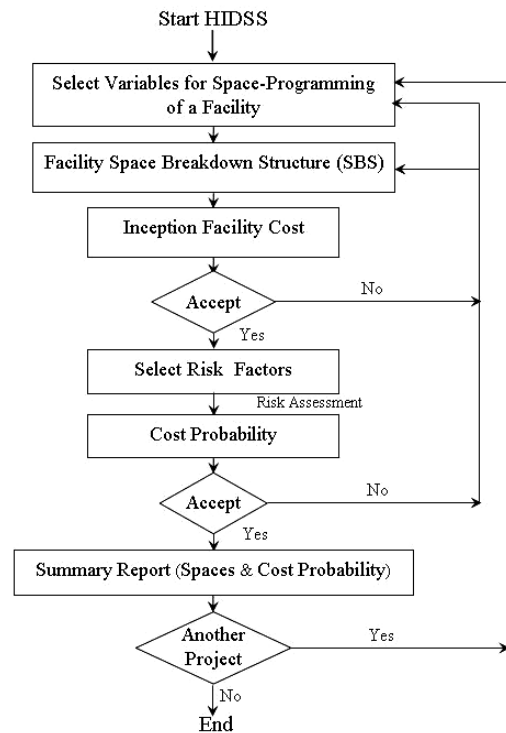 Start HIDSS
Select Variables for Space-Programming
of a Facility
Facility Space Breakdown Structure (SBS)
Inception Facility Cost
Accept
No
Yes
Select Risk Factors
Risk Assessment
Cost Probability
Accept
No
Yes
Summary Report (Spaces & Cost Probability)
Another
Project
Yes
No
End